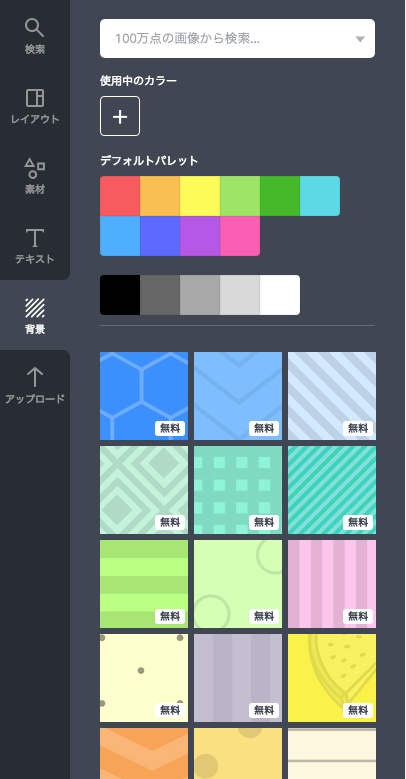 検索
レイアウト
素材
テキスト
背景
アップロード
100万点の画像から検索...
使用中のカラー
デフォルトパレット
無料
無料
無料
無料
無料
無料
無料
無料
無料
無料
無料
無料